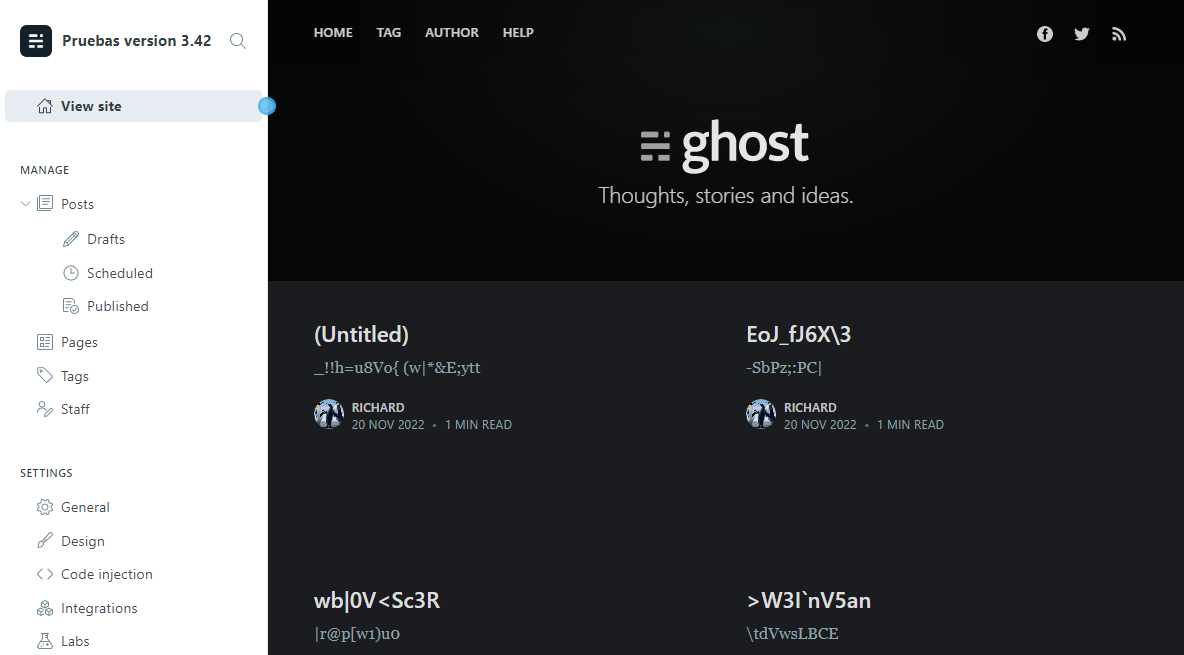 Pruebas version 3.42
View site
MANAGE
Posts
Drafts
Scheduled
Published
Pages
Tags
Staff
SETTINGS
General
Design
Code injection
Integrations
Labs
HOME TAG AUTHOR HELP
ghost
Thoughts, stories and ideas.
(Untitled)
_!!h=u8Vo{ (w|*&E;ytt
RICHARD
20 NOV 2022 • 1 MIN READ
EoJ_fJ6X\3
-SbPz;:PC|
RICHARD
20 NOV 2022 • 1 MIN READ
wb|0V<Sc3R
|r@p[w1)u0
>W3I`nV5an
\tdVwsLBCE